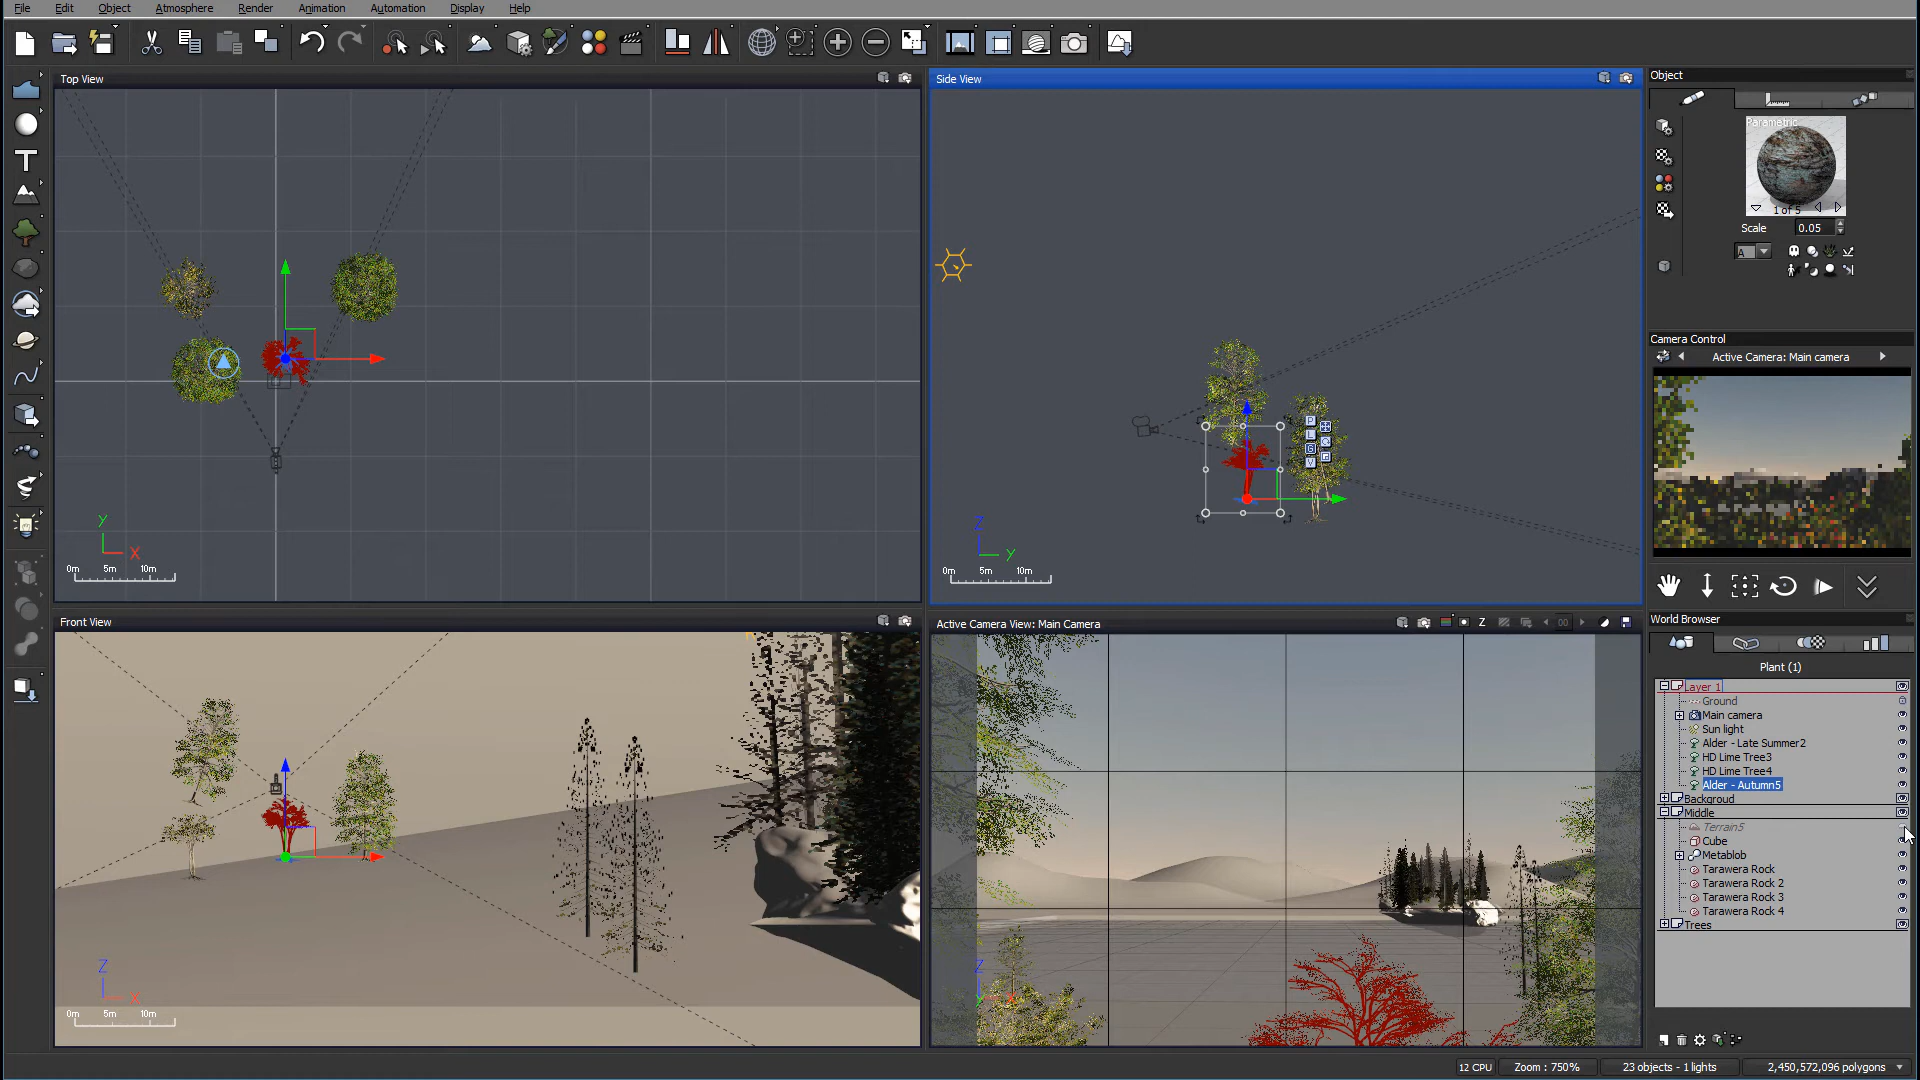 File Edit Object Atmosphere Render Animation Automation Display Help
Top View
Y
X
0m 5m 10m
Side View
P
L
G
V
Z
Y
0m 5m 10m
Front View
Z
X
0m 5m 10m
Active Camera View: Main Camera
Z 00
Z
Y X
Object
Parametric
1 of 5
Scale 0.05
A
Camera Control
Active Camera: Main camera
World Browser
Plant (1)
Layer 1
Ground
Main camera
Sun light
Alder - Late Summer2
HD Lime Tree3
HD Lime Tree4
Alder - Autumn5
Backgroud
Middle
Terrain5
Cube
Metablob
Tarawera Rock
Tarawera Rock 2
Tarawera Rock 3
Tarawera Rock 4
Trees
12 CPU Zoom : 750% 23 objects - 1 lights 2,450,572,096 polygons